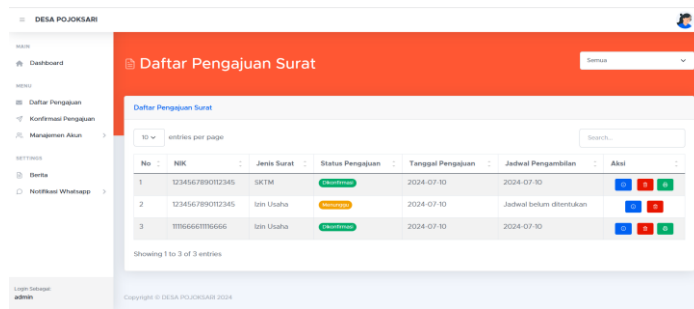 DESA POJOKSARI
MAIN
Dashboard
MENU
Daftar Pengajuan
Konfirmasi Pengajuan
Manajemen Akun
SETTINGS
Berita
Notifikasi Whatsapp
Login Sebagai:
admin
Daftar Pengajuan Surat
Semua
Daftar Pengajuan Surat
10 entries per page
Search...
No NIK Jenis Surat Status Pengajuan Tanggal Pengajuan Jadwal Pengambilan Aksi
1 1234567890112345 SKTM Dikonfirmasi 2024-07-10 2024-07-10
2 1234567890112345 Izin Usaha Menunggu 2024-07-10 Jadwal belum ditentukan
3 Izin Usaha Dikonfirmasi 2024-07-10 2024-07-10
Showing 1 to 3 of 3 entries
Copyright © DESA POJOKSARI 2024